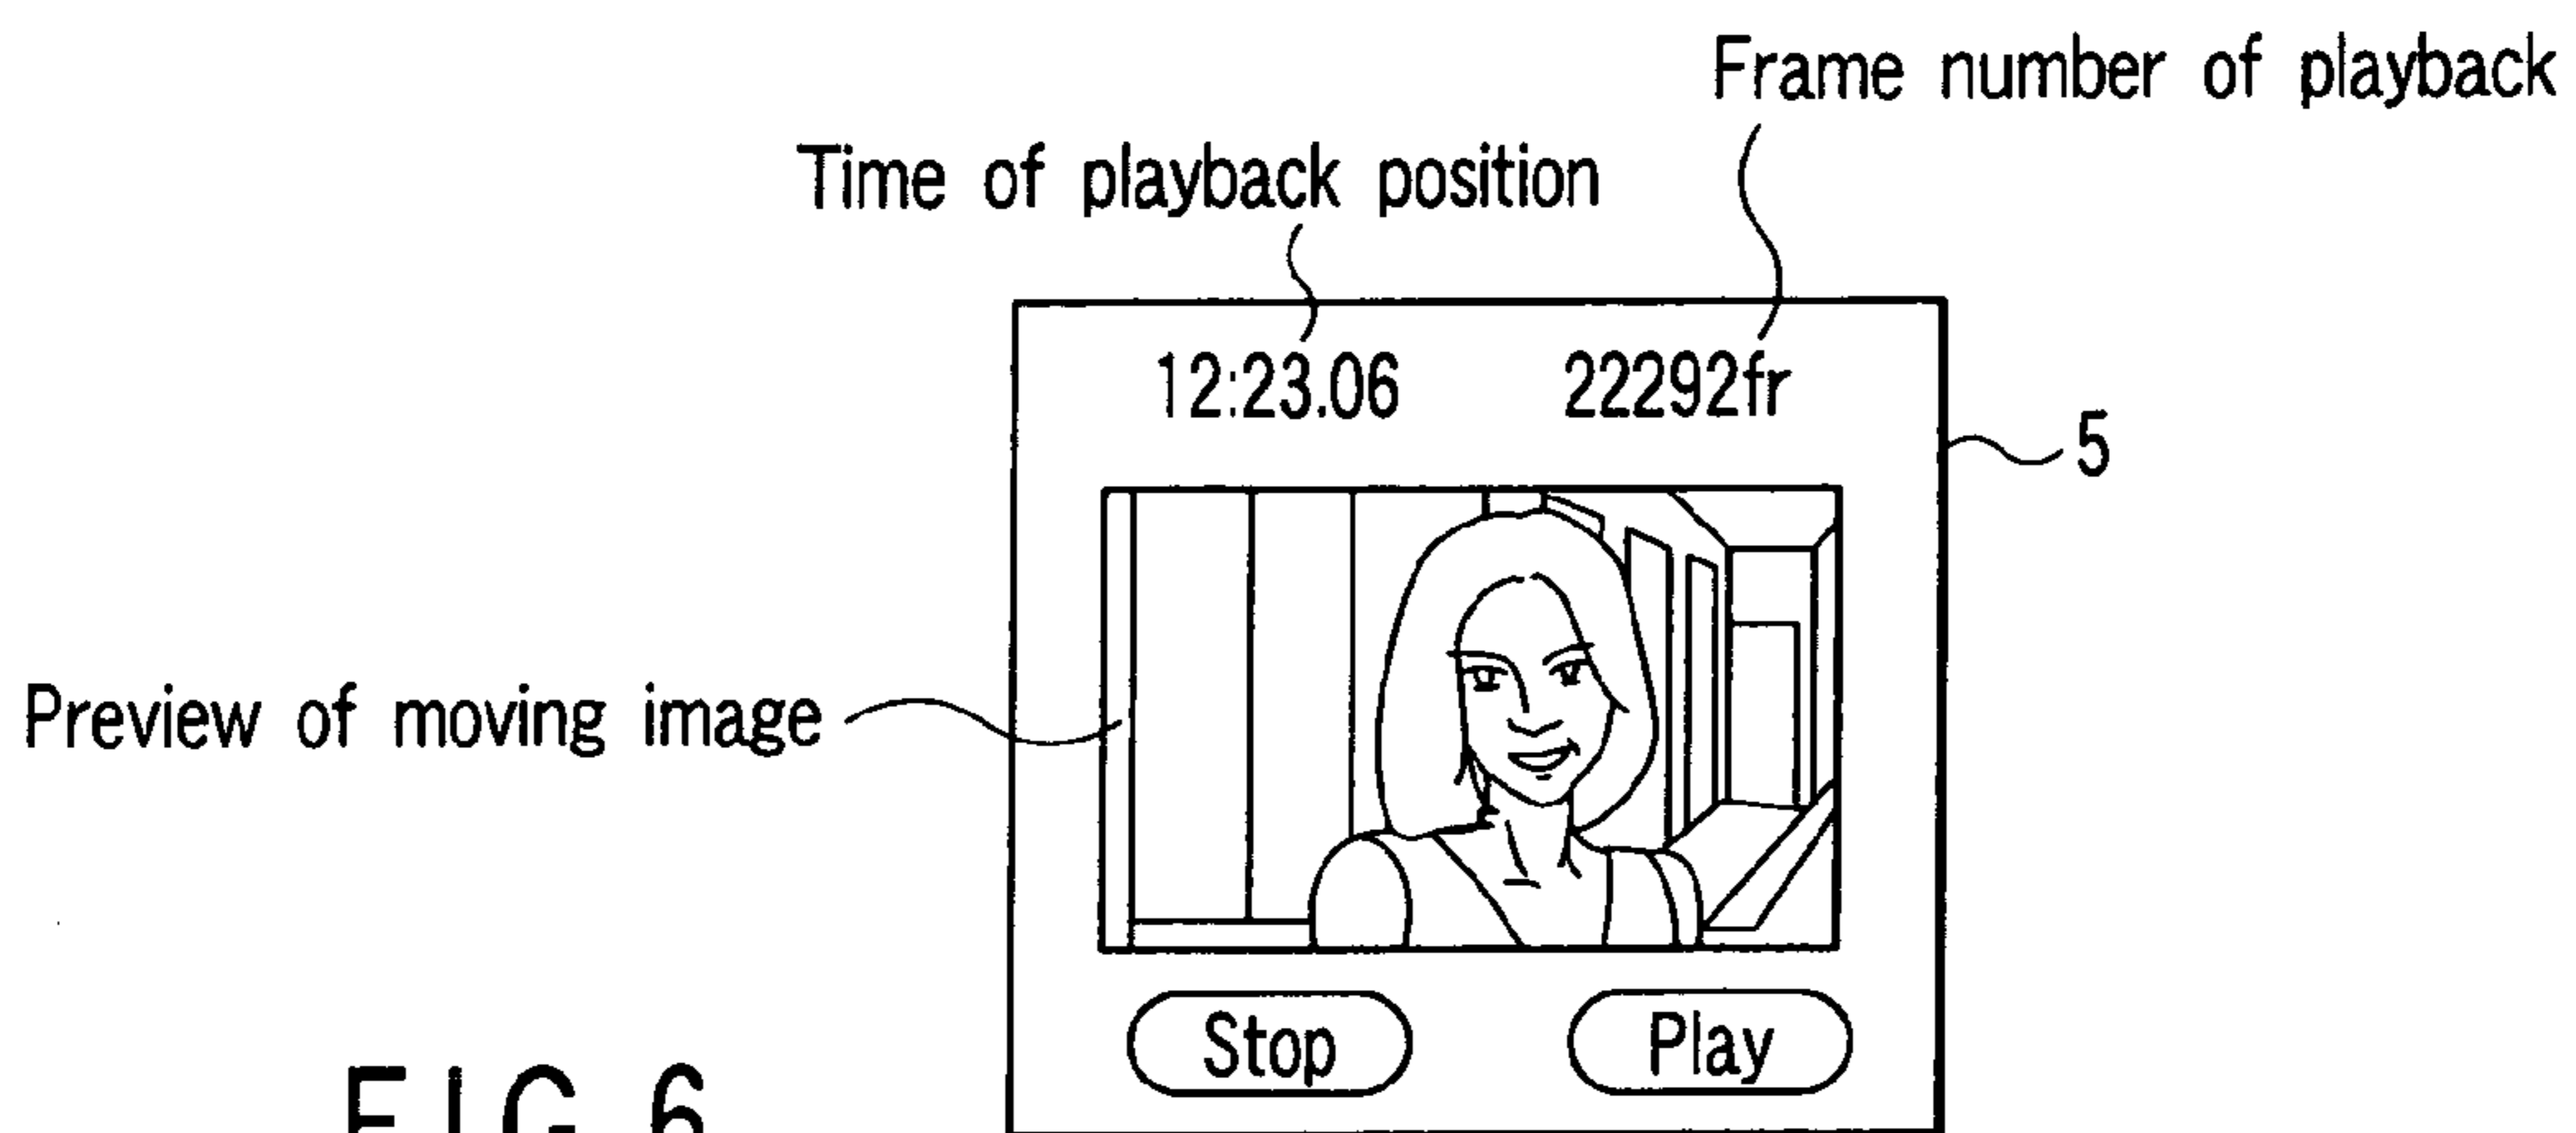 Frame number of playback
Time of playback position
12:23.06 22292fr
5
Preview of moving image
Stop Play
FIG. 6